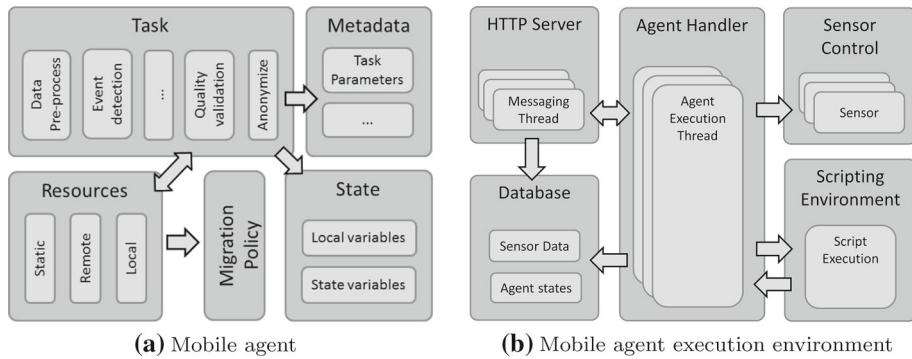 Task
Data
Pre-process
Event
detection
...
Quality
validation
Anonymize
Metadata
Task
Parameters
...
Resources
Static
Remote
Local
Migration
Policy
State
Local variables
State variables
(a) Mobile agent
HTTP Server
Messaging
Thread
Agent Handler
Agent
Execution
Thread
Sensor
Control
Sensor
Database
Sensor Data
Agent states
Scripting
Environment
Script
Execution
(b) Mobile agent execution environment